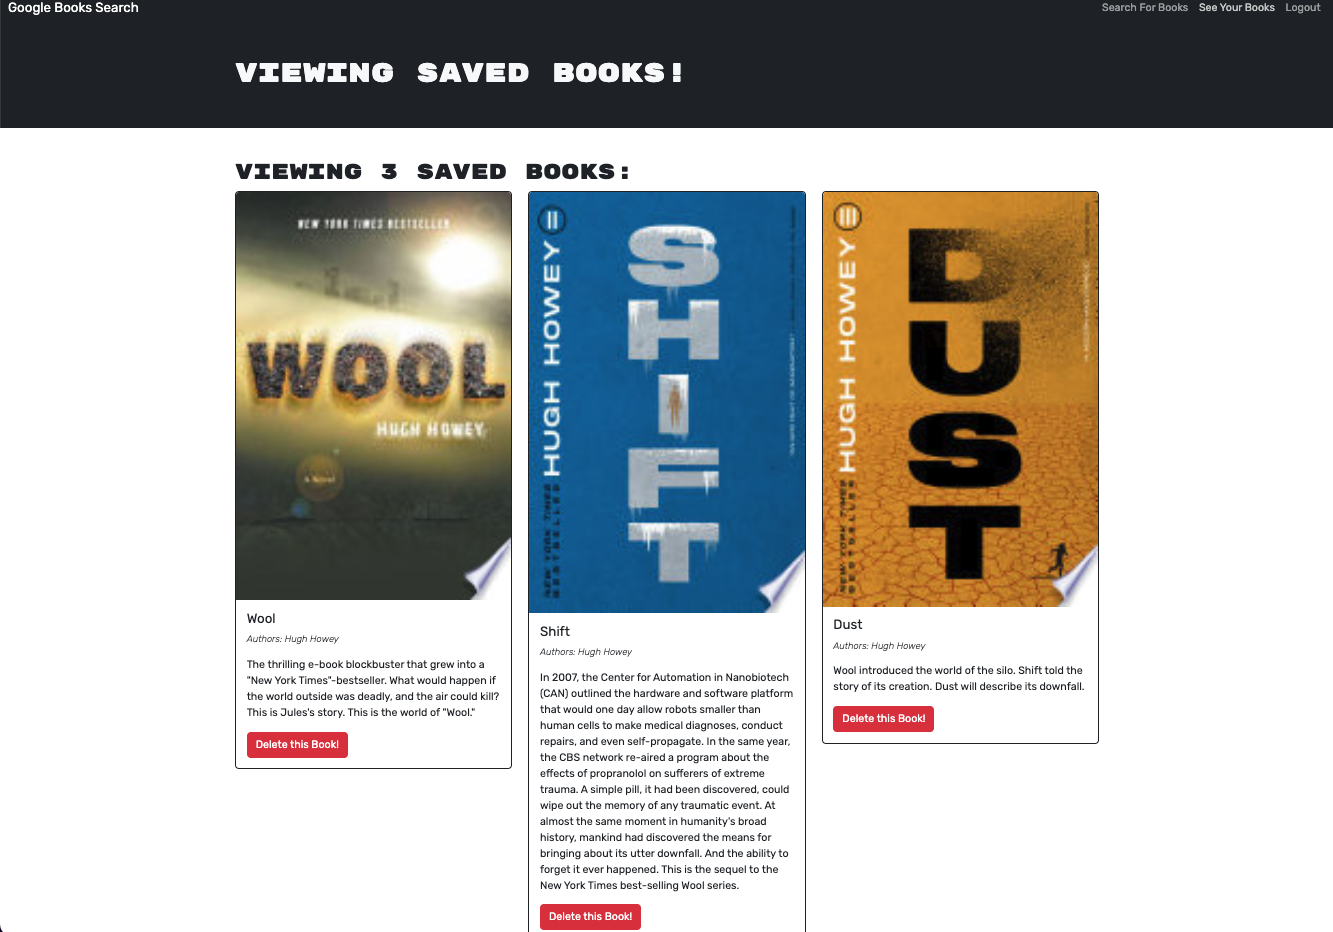 Google Books Search
Search For Books See Your Books Logout
VIEWING SAVED BOOKS!
VIEWING 3 SAVED BOOKS:
NEW YORK TIMES BESTSELLER
WOOL
HUGH HOWEY
A Novel
Wool
Authors: Hugh Howey
The thrilling e-book blockbuster that grew into a
"New York Times"-bestseller. What would happen if
the world outside was deadly, and the air could kill?
This is Jules's story. This is the world of "Wool."
Delete this Book!
II
HUGH HOWEY
NEW YORK TIMES
BESTSELLER
SHIFT
Shift
Authors: Hugh Howey
In 2007, the Center for Automation in Nanobiotech
(CAN) outlined the hardware and software platform
that would one day allow robots smaller than
human cells to make medical diagnoses, conduct
repairs, and even self-propagate. In the same year,
the CBS network re-aired a program about the
effects of propranolol on sufferers of extreme
trauma. A simple pill, it had been discovered, could
wipe out the memory of any traumatic event. At
almost the same moment in humanity's broad
history, mankind had discovered the means for
bringing about its utter downfall. And the ability to
forget it ever happened. This is the sequel to the
New York Times best-selling Wool series.
Delete this Book!
III
HUGH HOWEY
NEW YORK TIMES
BESTSELLER
DUST
Dust
Authors: Hugh Howey
Wool introduced the world of the silo. Shift told the
story of its creation. Dust will describe its downfall.
Delete this Book!